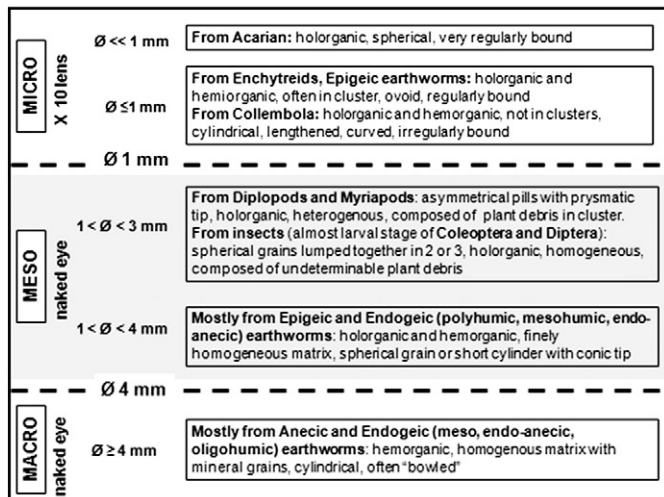 MICRO
X 10 lens
Ø << 1 mm
From Acarian: holorganic, spherical, very regularly bound
Ø ≤1 mm
From Enchytreids, Epigeic earthworms: holorganic and
hemiorganic, often in cluster, ovoid, regularly bound
From Collembola: holorganic and hemorganic, not in clusters,
cylindrical, lengthened, curved, irregularly bound
Ø 1 mm
MESO
naked eye
1 < Ø < 3 mm
From Diplopods and Myriapods: asymmetrical pills with prysmatic
tip, holorganic, heterogenous, composed of plant debris in cluster.
From insects (almost larval stage of Coleoptera and Diptera):
spherical grains lumped together in 2 or 3, holorganic, homogeneous,
composed of undeterminable plant debris
1 < Ø < 4 mm
Mostly from Epigeic and Endogeic (polyhumic, mesohumic, endo-
anecic) earthworms: holorganic and hemorganic, finely
homogeneous matrix, spherical grain or short cylinder with conic tip
Ø 4 mm
MACRO
naked eye
Ø ≥ 4 mm
Mostly from Anecic and Endogeic (meso, endo-anecic,
oligohumic) earthworms: hemorganic, homogenous matrix with
mineral grains, cylindrical, often “bowled”